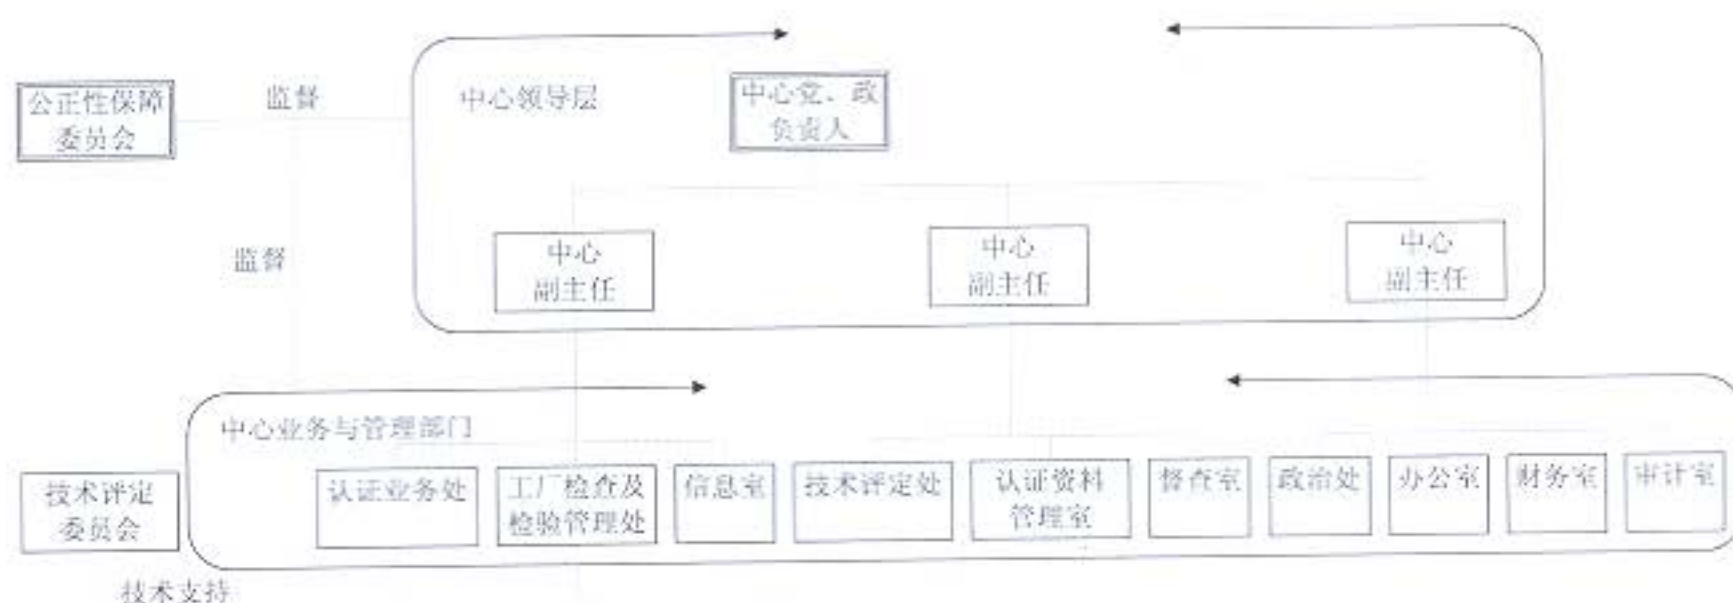 公正性保障
委员会
监督
中心领导层
中心党、政
负责人
监督
中心
副主任
中心
副主任
中心
副主任
中心业务与管理部门
技术评定
委员会
认证业务处
工厂检查及
检验管理处
信息室
技术评定处
认证资料
管理室
督查室
政治处
办公室
财务室
审计室
技术支持